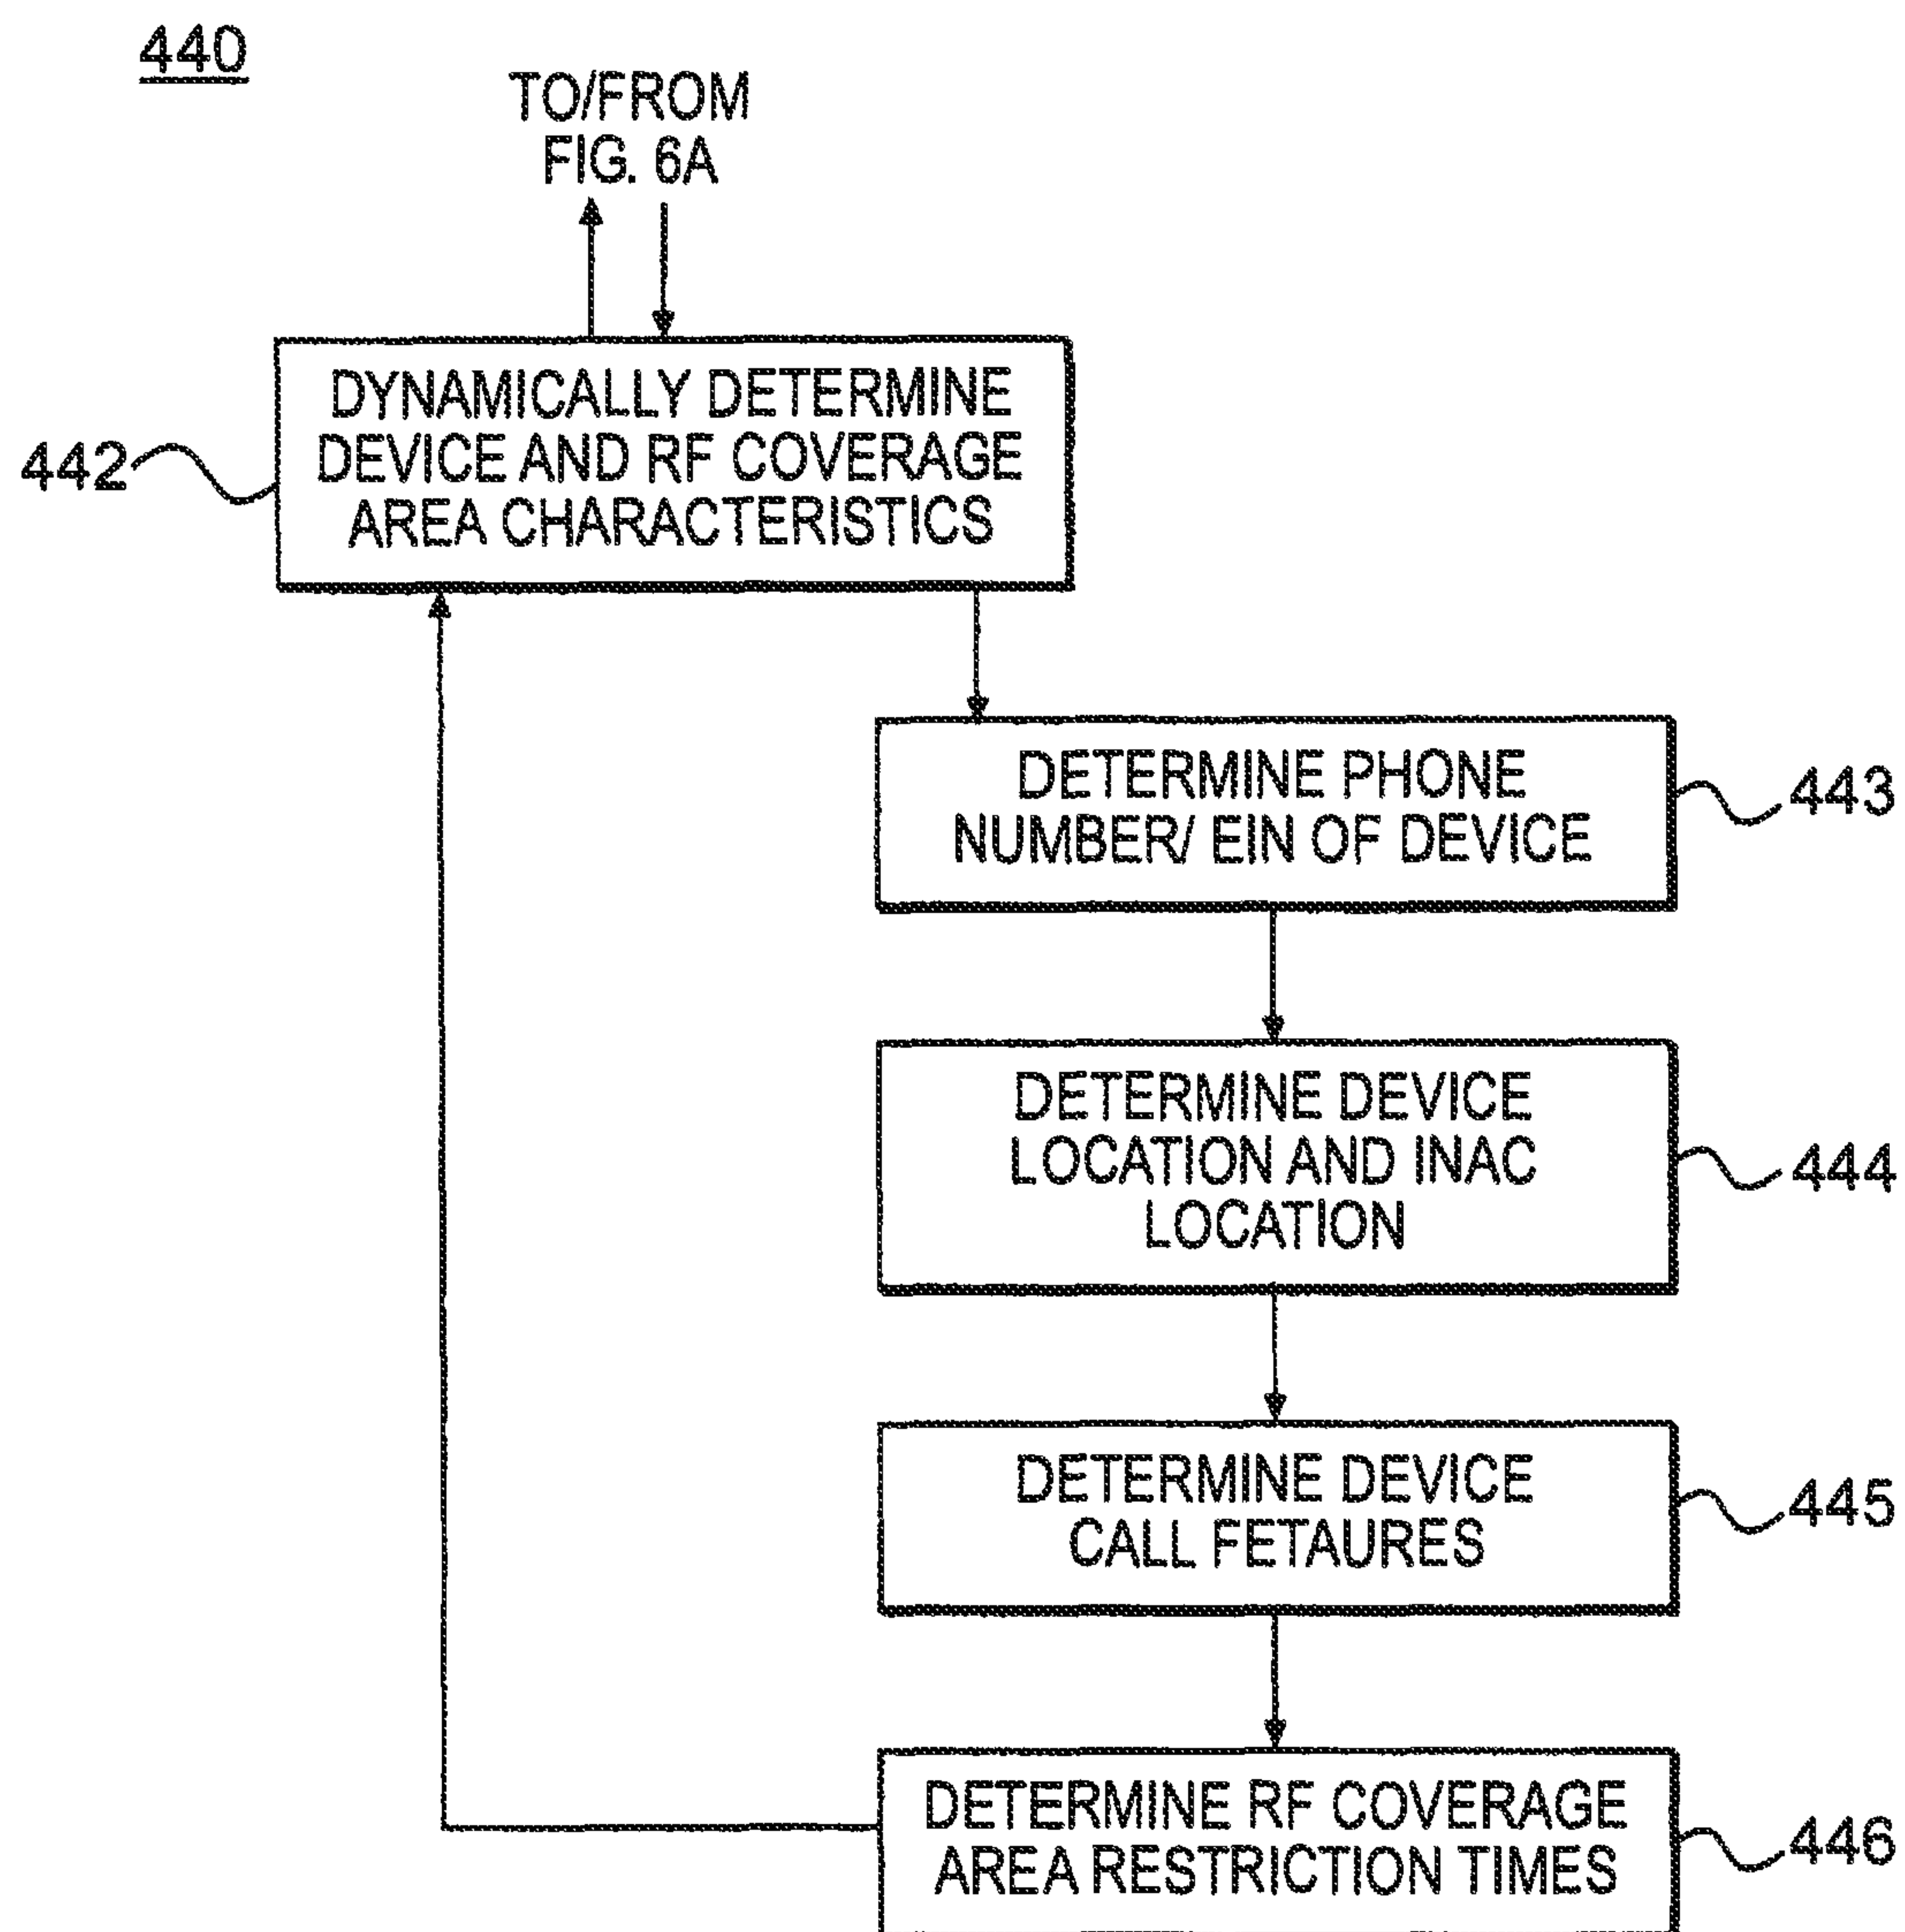 440
TO/FROM
FIG. 6A
DYNAMICALLY DETERMINE
DEVICE AND RF COVERAGE
AREA CHARACTERISTICS
442
DETERMINE PHONE
NUMBER/ EIN OF DEVICE
443
DETERMINE DEVICE
LOCATION AND INAC
LOCATION
444
DETERMINE DEVICE
CALL FETAURES
445
DETERMINE RF COVERAGE
AREA RESTRICTION TIMES
446